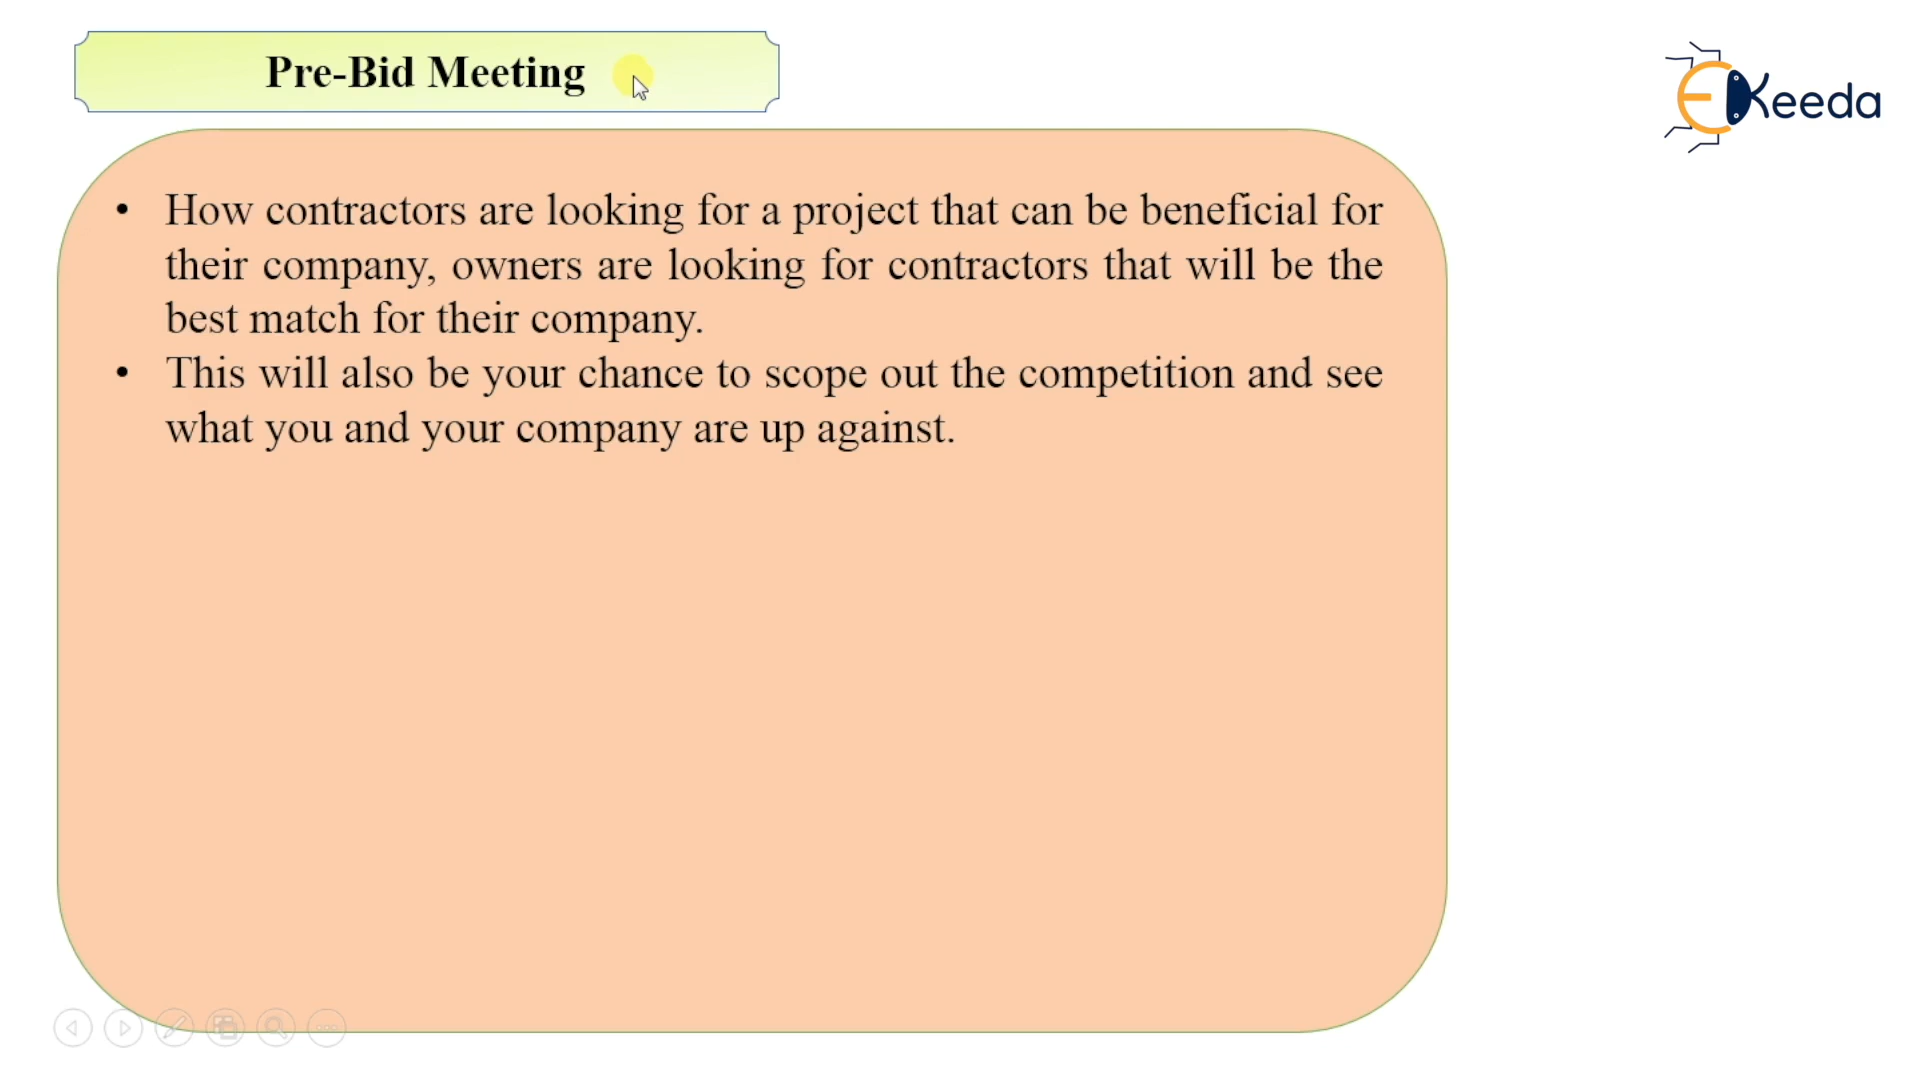 Pre-Bid Meeting
EKeeda
• How contractors are looking for a project that can be beneficial for
their company, owners are looking for contractors that will be the
best match for their company.
• This will also be your chance to scope out the competition and see
what you and your company are up against.